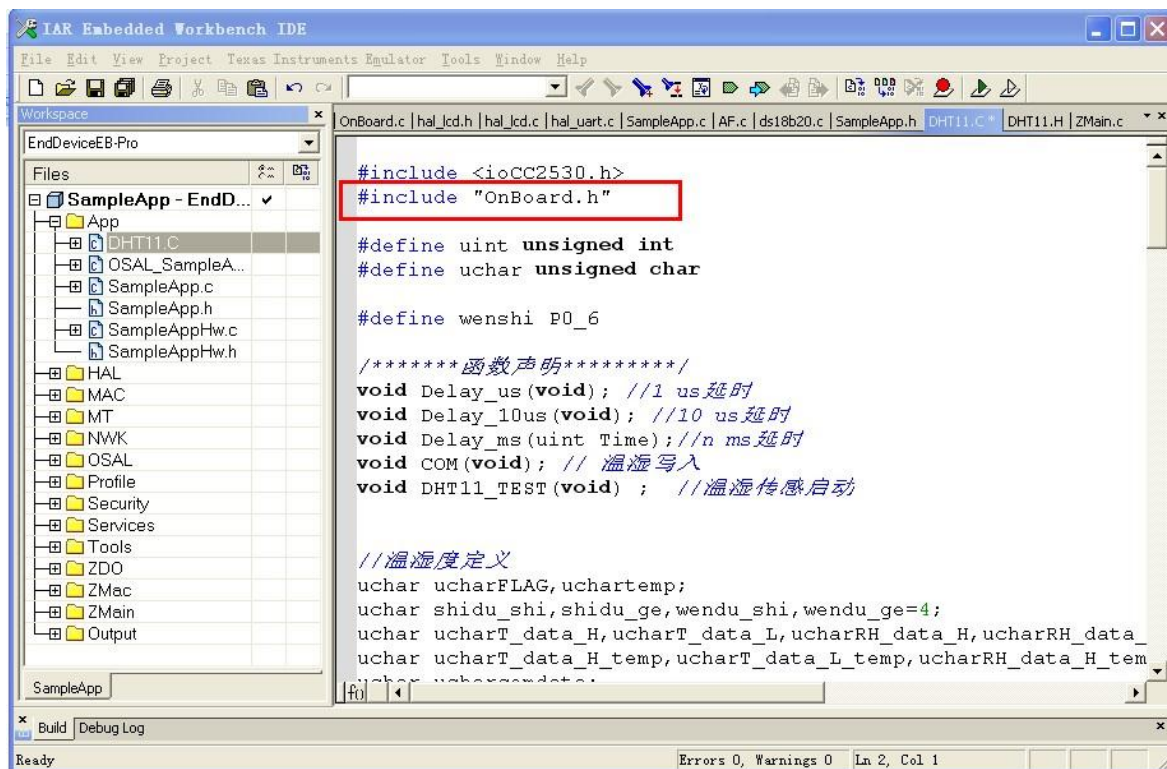 IAR Embedded Workbench IDE
File Edit View Project Texas Instruments Emulator Tools Window Help
Workspace
OnBoard.c | hal_lcd.h | hal_lcd.c | hal_uart.c | SampleApp.c | AF.c | ds18b20.c | SampleApp.h DHT11.C * DHT11.H | ZMain.c
EndDeviceEB-Pro
Files
SampleApp - EndD...
App
DHT11.C
OSAL_SampleA...
SampleApp.c
SampleApp.h
SampleAppHw.c
SampleAppHw.h
HAL
MAC
MT
NWK
OSAL
Profile
Security
Services
Tools
ZDO
ZMac
ZMain
Output
SampleApp
#include <ioCC2530.h>
#include "OnBoard.h"
#define uint unsigned int
#define uchar unsigned char
#define wenshi P0_6
/*******函数声明*********/
void Delay_us(void); //1 us延时
void Delay_10us(void); //10 us延时
void Delay_ms(uint Time);//n ms延时
void COM(void); // 温湿写入
void DHT11_TEST(void) ; //温湿传感启动
//温湿度定义
uchar ucharFLAG,uchartemp;
uchar shidu_shi,shidu_ge,wendu_shi,wendu_ge=4;
uchar ucharT_data_H,ucharT_data_L,ucharRH_data_H,ucharRH_data_
uchar ucharT_data_H_temp,ucharT_data_L_temp,ucharRH_data_H_tem
f0
Build Debug Log
Ready Errors 0, Warnings 0 Ln 2, Col 1